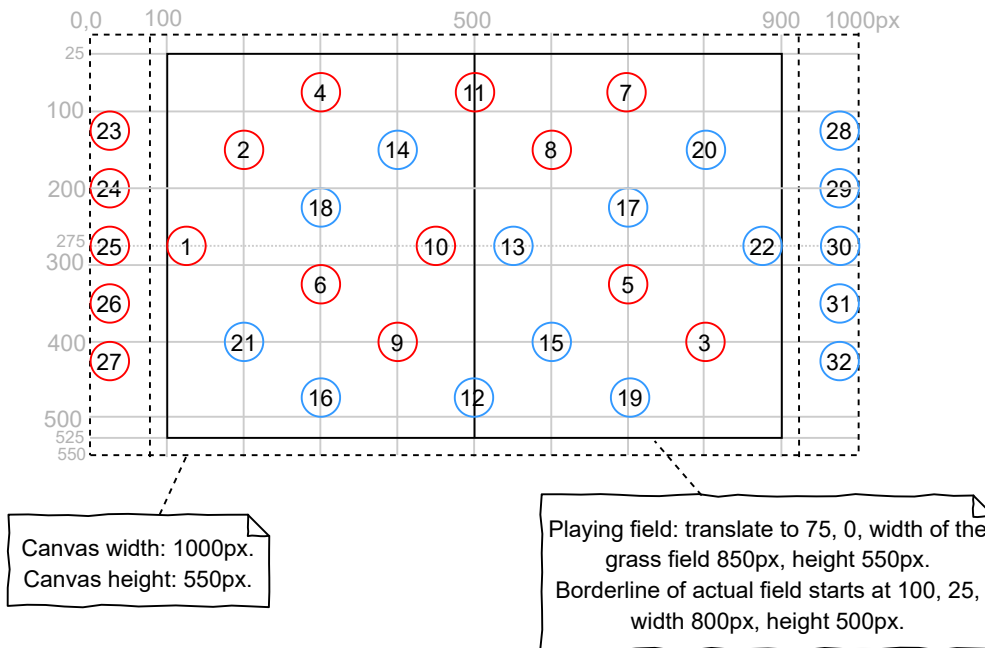 0,0 100 500 900 1000px
25
4 11 7
100
23 28
2 14 8 20
200 24 29
18 17
275 25 1 10 13 22 30
300
6 5
26 31
400 21 9 15 3
27 32
16 12 19
500
525
550
Canvas width: 1000px.
Canvas height: 550px.
Playing field: translate to 75, 0, width of the
grass field 850px, height 550px.
Borderline of actual field starts at 100, 25,
width 800px, height 500px.